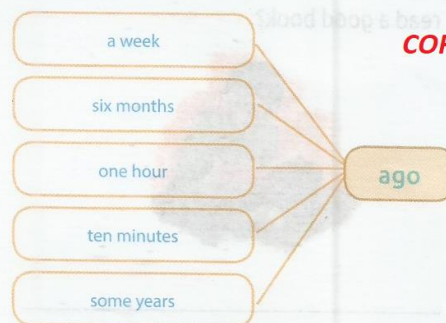 a week
six months
one hour
ten minutes
some years
ago